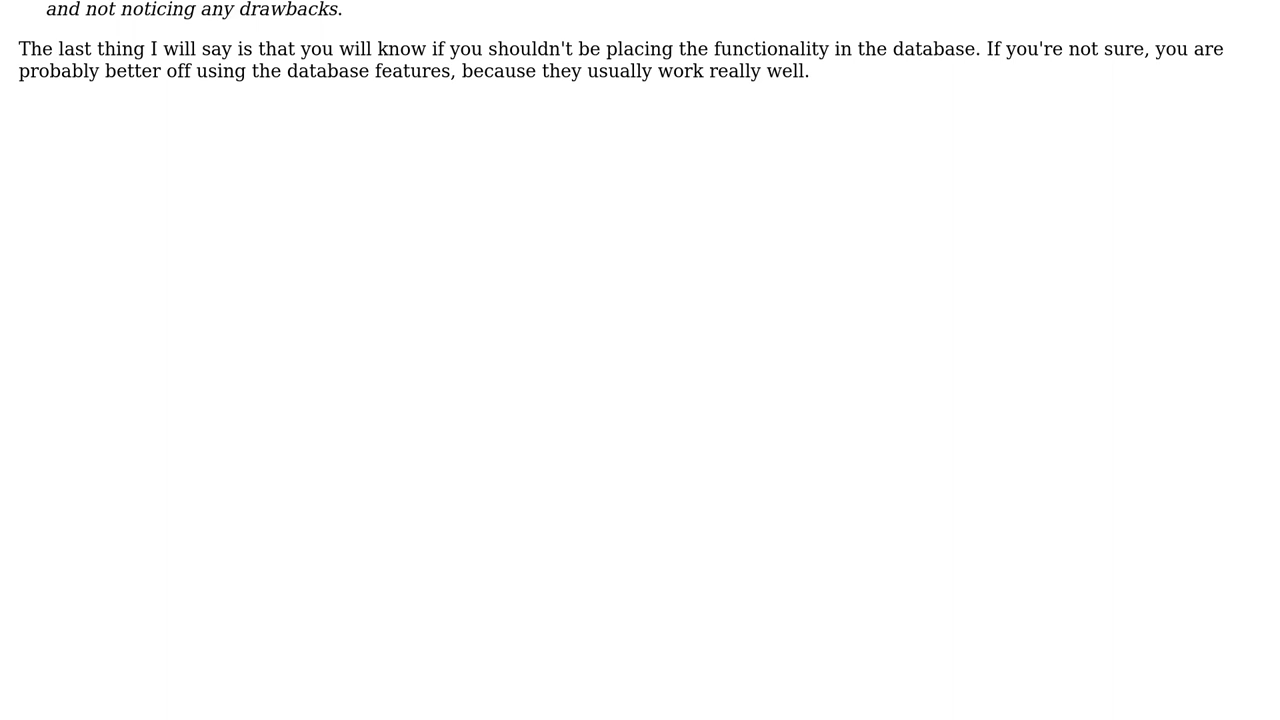 and not noticing any drawbacks.
The last thing I will say is that you will know if you shouldn't be placing the functionality in the database. If you're not sure, you are
probably better off using the database features, because they usually work really well.